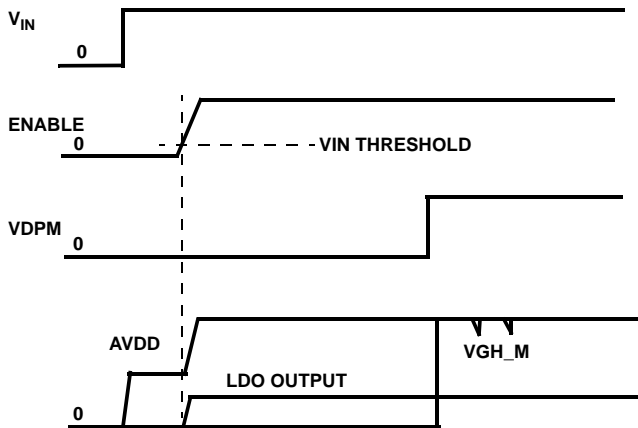 VIN
0
ENABLE
0
VIN THRESHOLD
VDPM
0
AVDD
VGH_M
LDO OUTPUT
0